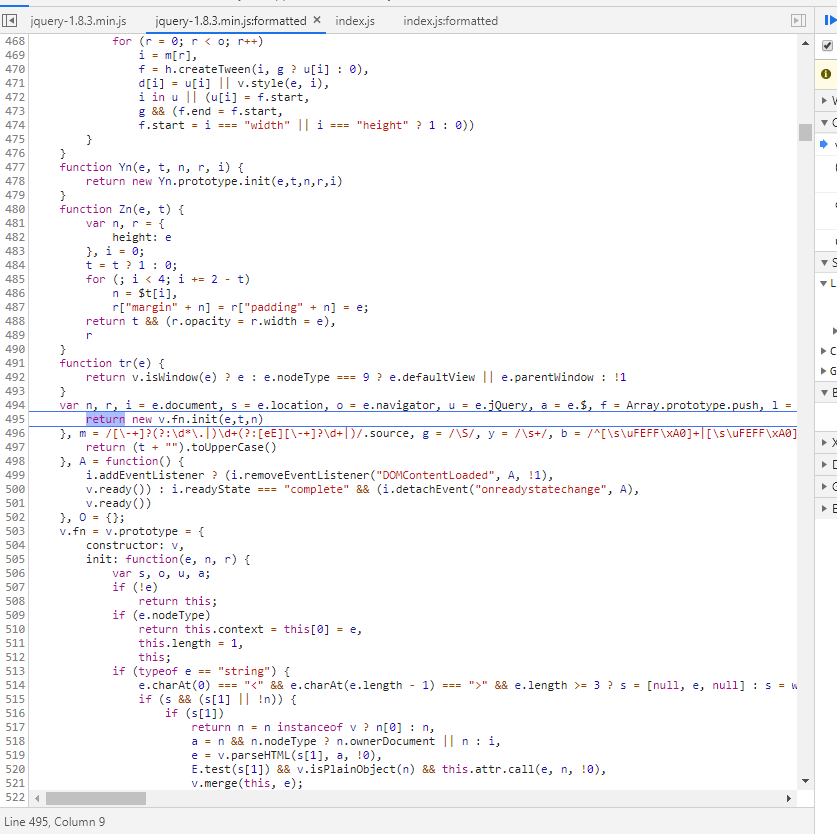 jquery-1.8.3.min.js jquery-1.8.3.min.js:formatted × index.js index.js:formatted
468 for (r = 0; r < o; r++)
469 i = m[r],
470 f = h.createTween(i, g ? u[i] : 0),
471 d[i] = u[i] || v.style(e, i),
472 i in u || (u[i] = f.start,
473 g && (f.end = f.start,
474 f.start = i === "width" || i === "height" ? 1 : 0))
475 }
476 }
477 function Yn(e, t, n, r, i) {
478 return new Yn.prototype.init(e,t,n,r,i)
479 }
480 function Zn(e, t) {
481 var n, r = {
482 height: e
483 }, i = 0;
484 t = t ? 1 : 0;
485 for (; i < 4; i += 2 - t)
486 n = $t[i],
487 r["margin" + n] = r["padding" + n] = e;
488 return t && (r.opacity = r.width = e),
489 r
490 }
491 function tr(e) {
492 return v.isWindow(e) ? e : e.nodeType === 9 ? e.defaultView || e.parentWindow : !1
493 }
494 var n, r, i = e.document, s = e.location, o = e.navigator, u = e.jQuery, a = e.$, f = Array.prototype.push, l =
495 return new v.fn.init(e,t,n)
496 }, m = /[\-+]?(?:\d*\.|)\d+(?:[eE][\-+]?\d+|)/.source, g = /\S/, y = /\s+/, b = /^[\s\uFEFF\xA0]+|[\s\uFEFF\xA0]
497 return (t + "").toUpperCase()
498 }, A = function() {
499 i.addEventListener ? (i.removeEventListener("DOMContentLoaded", A, !1),
500 v.ready()) : i.readyState === "complete" && (i.detachEvent("onreadystatechange", A),
501 v.ready())
502 }, O = {};
503 v.fn = v.prototype = {
504 constructor: v,
505 init: function(e, n, r) {
506 var s, o, u, a;
507 if (!e)
508 return this;
509 if (e.nodeType)
510 return this.context = this[0] = e,
511 this.length = 1,
512 this;
513 if (typeof e == "string") {
514 e.charAt(0) === "<" && e.charAt(e.length - 1) === ">" && e.length >= 3 ? s = [null, e, null] : s = w
515 if (s && (s[1] || !n)) {
516 if (s[1])
517 return n = n instanceof v ? n[0] : n,
518 a = n && n.nodeType ? n.ownerDocument || n : i,
519 e = v.parseHTML(s[1], a, !0),
520 E.test(s[1]) && v.isPlainObject(n) && this.attr.call(e, n, !0),
521 v.merge(this, e);
522
Line 495, Column 9